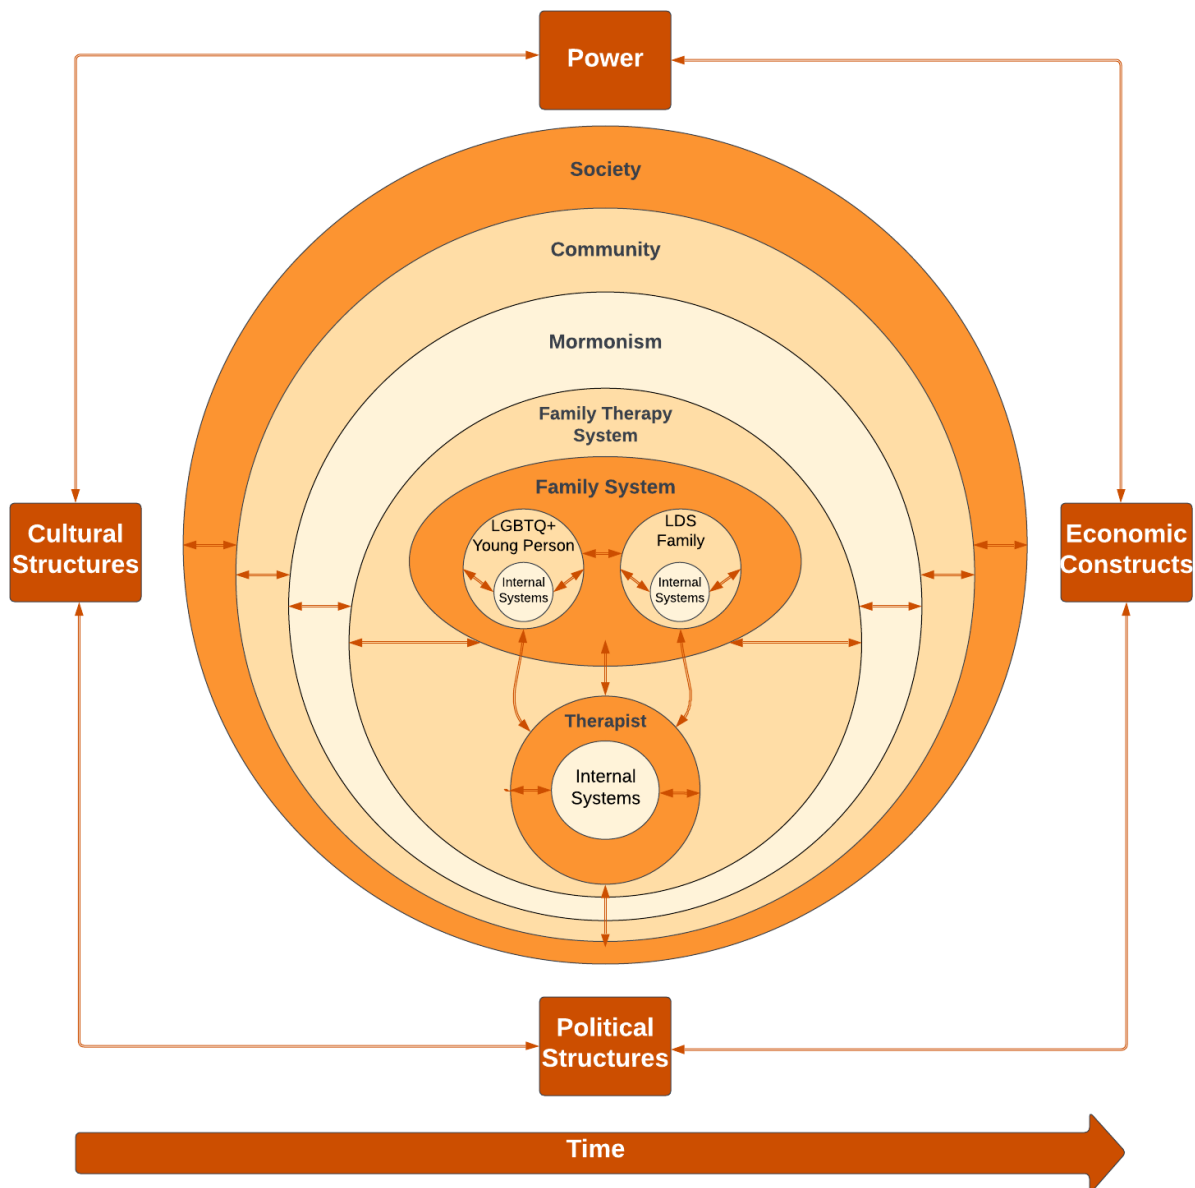 Power
Society
Community
Mormonism
Family Therapy
System
Family System
LGBTQ+
Young Person
Internal
Systems
LDS
Family
Internal
Systems
Cultural
Structures
Economic
Constructs
Therapist
Internal
Systems
Political
Structures
Time